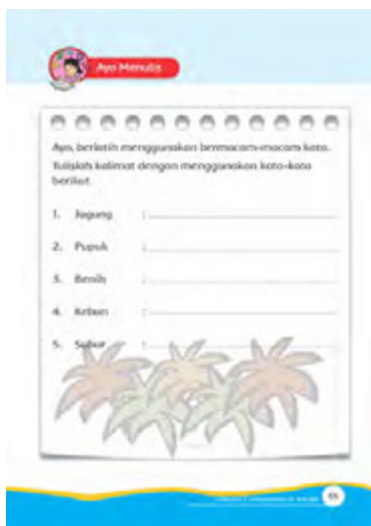 Ayo Menulis
Ayo, berlatih menggunakan bermacam-macam kata.
Tulislah kalimat dengan menggunakan kata-kata
berikut
1. Jagung :
2. Pupuk :
3. Benih :
4. Kebun :
5. Subur :